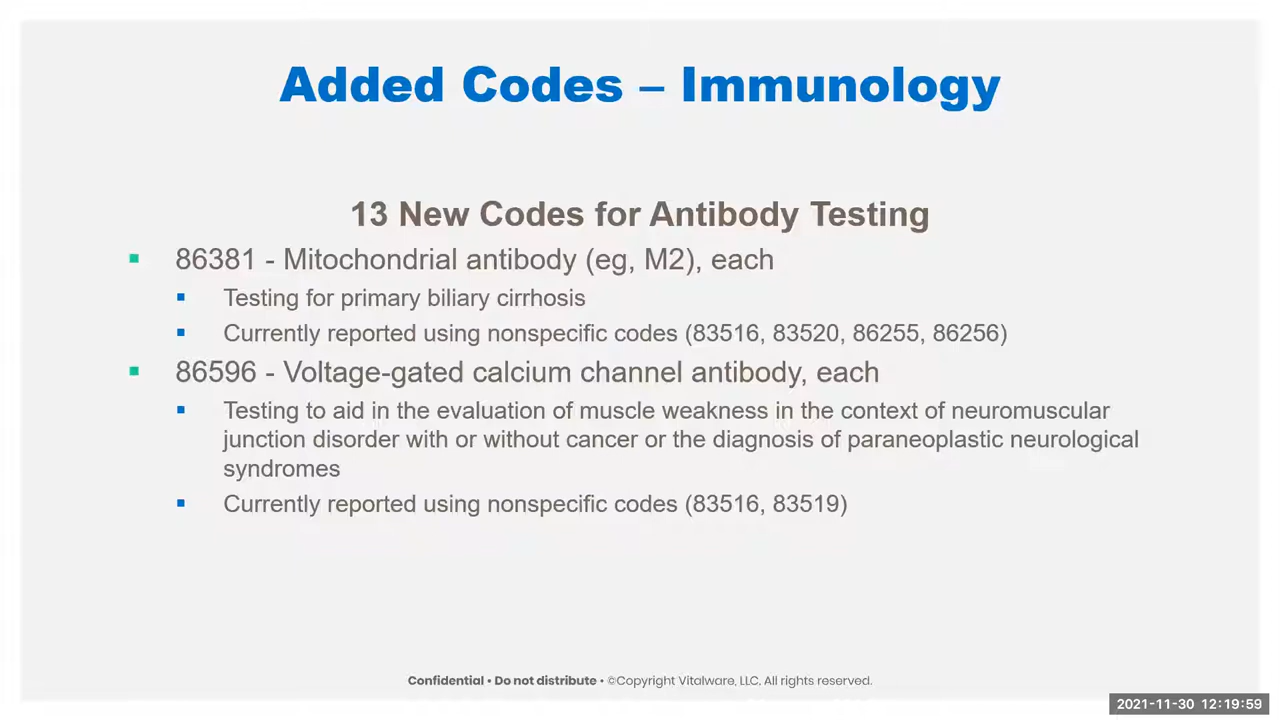 Added Codes – Immunology
13 New Codes for Antibody Testing
86381 - Mitochondrial antibody (eg, M2), each
Testing for primary biliary cirrhosis
Currently reported using nonspecific codes (83516, 83520, 86255, 86256)
86596 - Voltage-gated calcium channel antibody, each
Testing to aid in the evaluation of muscle weakness in the context of neuromuscular
junction disorder with or without cancer or the diagnosis of paraneoplastic neurological
syndromes
Currently reported using nonspecific codes (83516, 83519)
Confidential • Do not distribute • ©Copyright Vitalware, LLC. All rights reserved.
2021-11-30 12:19:59